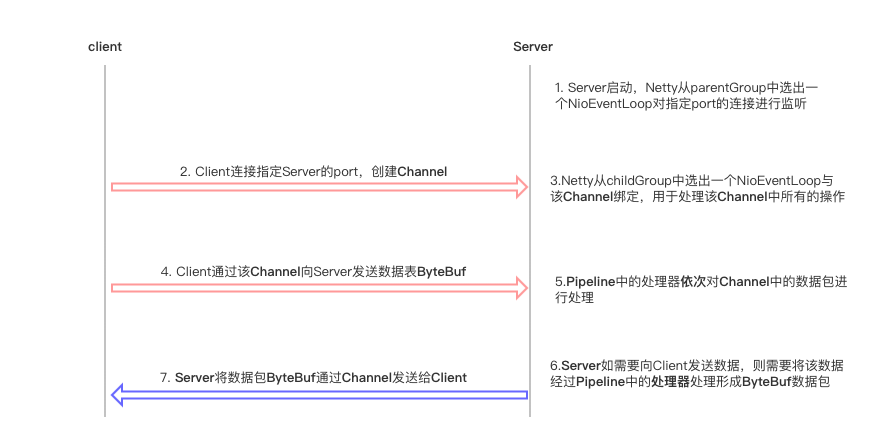 client
Server
1. Server启动，Netty从parentGroup中选出一
个NioEventLoop对指定port的连接进行监听
2. Client连接指定Server的port，创建Channel
3.Netty从childGroup中选出一个NioEventLoop与
该Channel绑定，用于处理该Channel中所有的操作
4. Client通过该Channel向Server发送数据表ByteBuf
5.Pipeline中的处理器依次对Channel中的数据包进
行处理
6.Server如需要向Client发送数据，则需要将该数据
经过Pipeline中的处理器处理形成ByteBuf数据包
7. Server将数据包ByteBuf通过Channel发送给Client